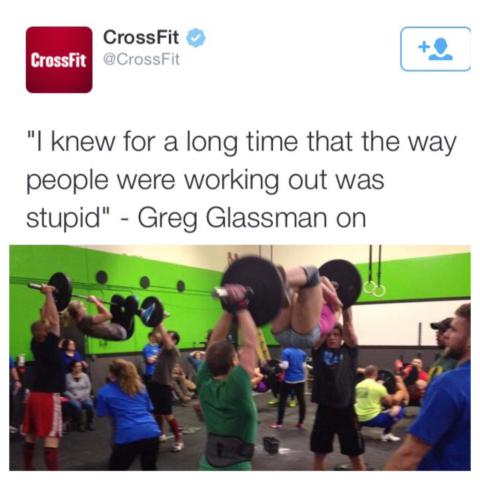 CrossFit
CrossFit
@CrossFit
"I knew for a long time that the way
people were working out was
stupid" - Greg Glassman on